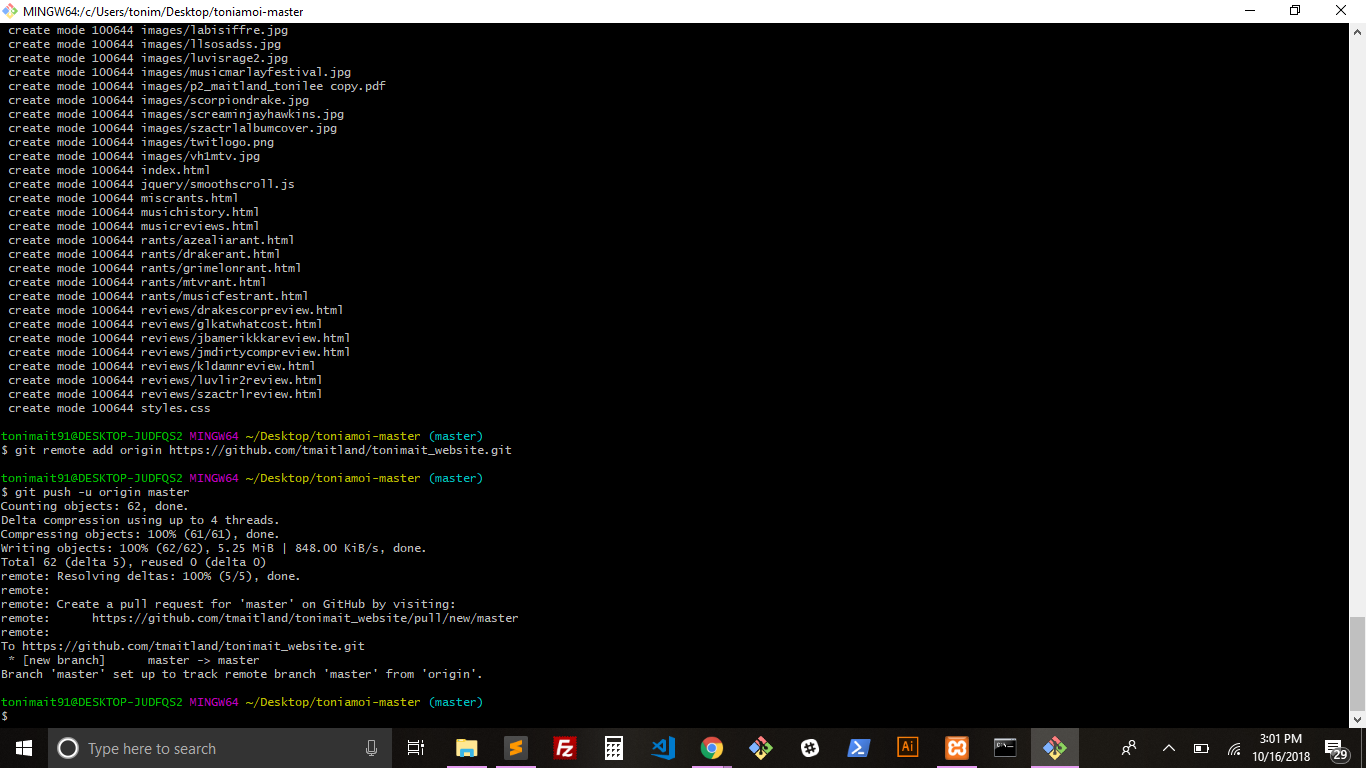 MINGW64:/c/Users/tonim/Desktop/toniamoi-master
create mode 100644 images/labisiffre.jpg
create mode 100644 images/llsosadss.jpg
create mode 100644 images/luvisrage2.jpg
create mode 100644 images/musicmarlayfestival.jpg
create mode 100644 images/p2_maitland_tonilee copy.pdf
create mode 100644 images/scorpiondrake.jpg
create mode 100644 images/screaminjayhawkins.jpg
create mode 100644 images/szactrlalbumcover.jpg
create mode 100644 images/twitlogo.png
create mode 100644 images/vh1mtv.jpg
create mode 100644 index.html
create mode 100644 jquery/smoothscroll.js
create mode 100644 miscrants.html
create mode 100644 musichistory.html
create mode 100644 musicreviews.html
create mode 100644 rants/azealiarant.html
create mode 100644 rants/drakerant.html
create mode 100644 rants/grimelonrant.html
create mode 100644 rants/mtvrant.html
create mode 100644 rants/musicfestrant.html
create mode 100644 reviews/drakescorpreview.html
create mode 100644 reviews/glkatwhatcost.html
create mode 100644 reviews/jbamerikkkareview.html
create mode 100644 reviews/jmdirtycompreview.html
create mode 100644 reviews/kldamnreview.html
create mode 100644 reviews/luvlir2review.html
create mode 100644 reviews/szactrlreview.html
create mode 100644 styles.css
tonimait91@DESKTOP-JUDFQS2 MINGW64 ~/Desktop/toniamoi-master (master)
$ git remote add origin https://github.com/tmaitland/tonimait_website.git
tonimait91@DESKTOP-JUDFQS2 MINGW64 ~/Desktop/toniamoi-master (master)
$ git push -u origin master
Counting objects: 62, done.
Delta compression using up to 4 threads.
Compressing objects: 100% (61/61), done.
Writing objects: 100% (62/62), 5.25 MiB | 848.00 KiB/s, done.
Total 62 (delta 5), reused 0 (delta 0)
remote: Resolving deltas: 100% (5/5), done.
remote:
remote: Create a pull request for 'master' on GitHub by visiting:
remote:      https://github.com/tmaitland/tonimait_website/pull/new/master
remote:
To https://github.com/tmaitland/tonimait_website.git
* [new branch]      master -> master
Branch 'master' set up to track remote branch 'master' from 'origin'.
tonimait91@DESKTOP-JUDFQS2 MINGW64 ~/Desktop/toniamoi-master (master)
$
Type here to search
Fz
Ai
3:01 PM
10/16/2018
29